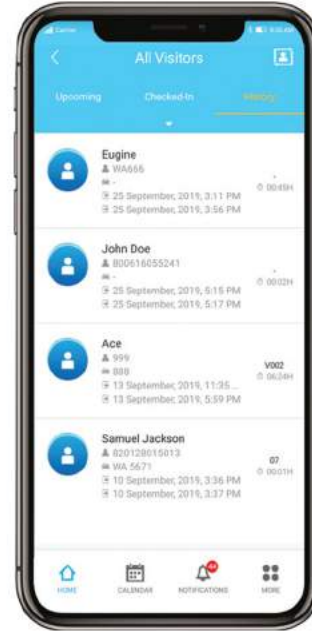 Carrier
All Visitors
Upcoming Checked-In History
Eugine
WA666
-
25 September, 2019, 3:11 PM
25 September, 2019, 3:56 PM
-
00:45H
John Doe
800616055241
-
25 September, 2019, 5:15 PM
25 September, 2019, 5:17 PM
-
00:02H
Ace
999
888
13 September, 2019, 11:35 ...
13 September, 2019, 5:59 PM
V002
06:24H
Samuel Jackson
820128015013
WA 5671
10 September, 2019, 3:36 PM
10 September, 2019, 3:37 PM
07
00:01H
HOME CALENDAR NOTIFICATIONS MORE